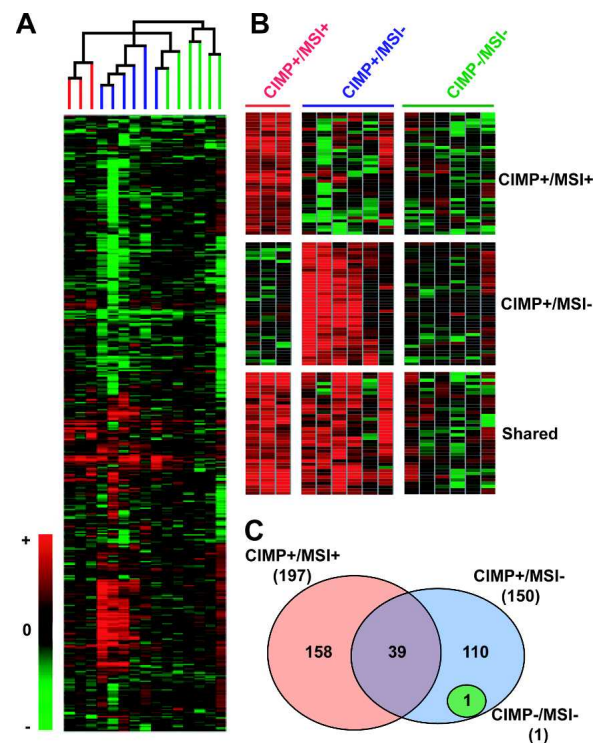 A
B
CIMP+/MSI+
CIMP+/MSI-
CIMP-/MSI-
CIMP+/MSI+
CIMP+/MSI-
Shared
+
0
-
C
CIMP+/MSI+
(197)
CIMP+/MSI-
(150)
158
39
110
1
CIMP-/MSI-
(1)